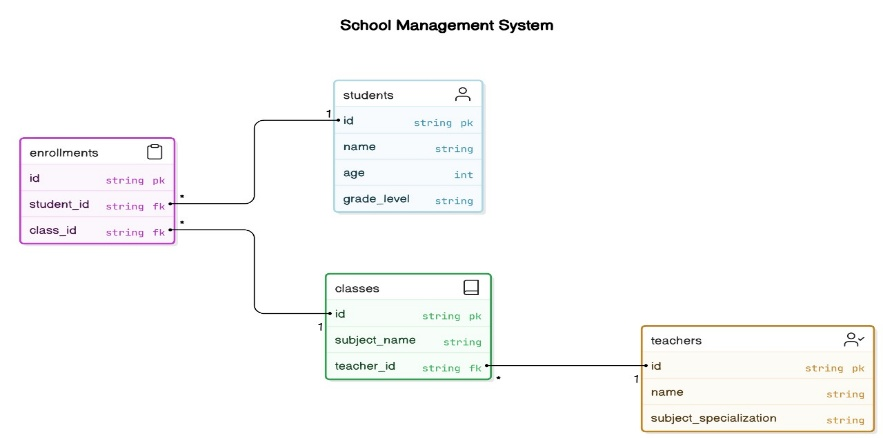 School Management System
students
id string pk
name string
age int
grade_level string
enrollments
id string pk
student_id string fk
class_id string fk
1
*
*
classes
id string pk
subject_name string
teacher_id string fk
1
*
teachers
id string pk
name string
subject_specialization string
1